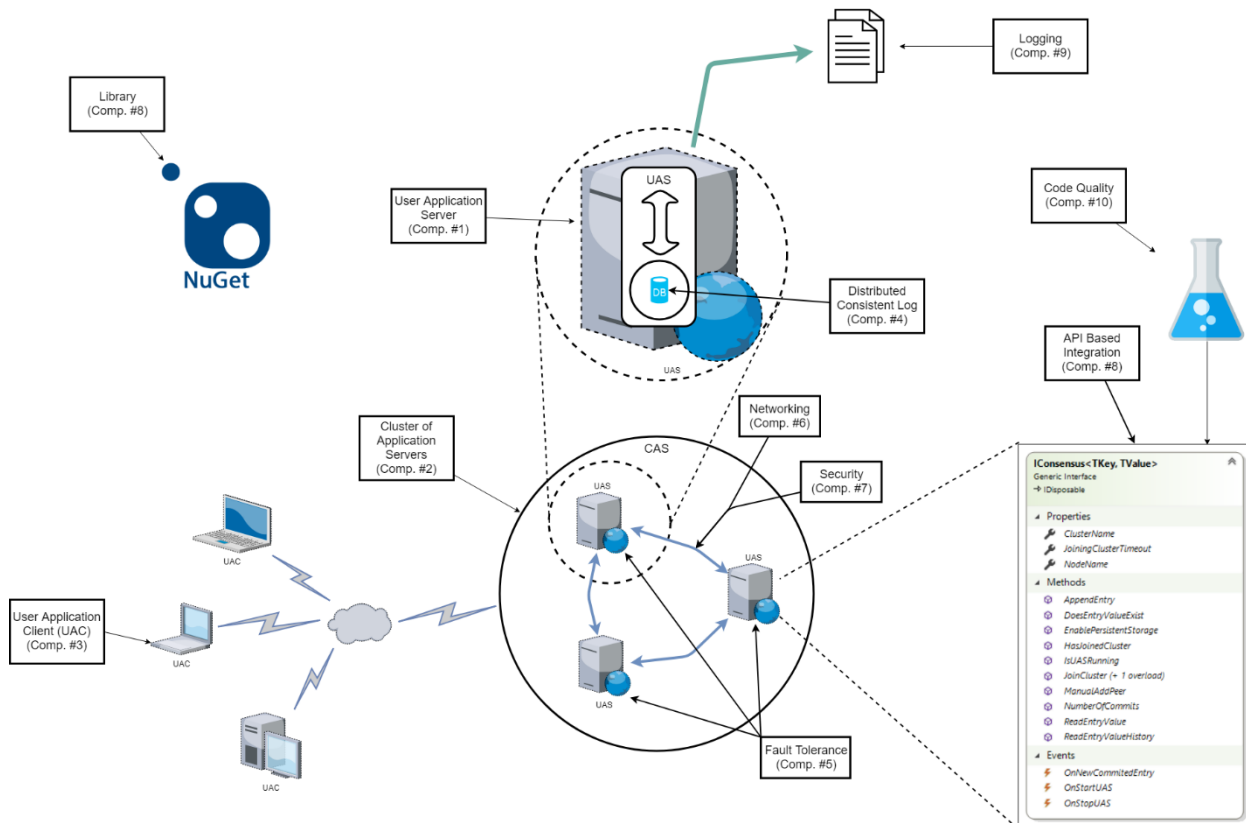 Logging
(Comp. #9)
Library
(Comp. #8)
NuGet
User Application
Server
(Comp. #1)
UAS
DB
UAS
Distributed
Consistent Log
(Comp. #4)
Code Quality
(Comp. #10)
API Based
Integration
(Comp. #8)
Cluster of
Application
Servers
(Comp. #2)
Networking
(Comp. #6)
Security
(Comp. #7)
CAS
UAS
UAS
UAS
UAC
User Application
Client (UAC)
(Comp. #3)
UAC
UAC
Fault Tolerance
(Comp. #5)
IConsensus<TKey, TValue>
Generic Interface
IDisposable
Properties
ClusterName
JoiningClusterTimeout
NodeName
Methods
AppendEntry
DoesEntryValueExist
EnablePersistentStorage
HasJoinedCluster
IsUASRunning
JoinCluster (+ 1 overload)
ManualAddPeer
NumberOfCommits
ReadEntryValue
ReadEntryValueHistory
Events
OnNewCommitedEntry
OnStartUAS
OnStopUAS